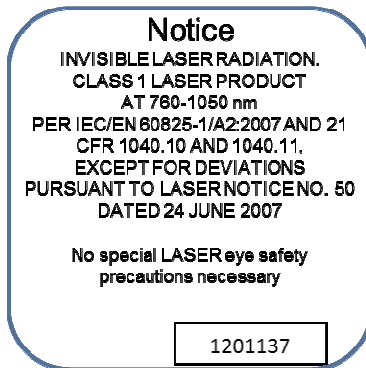 Notice
INVISIBLE LASER RADIATION.
CLASS 1 LASER PRODUCT
AT 760-1050 nm
PER IEC/EN 60825-1/A2:2007 AND 21
CFR 1040.10 AND 1040.11,
EXCEPT FOR DEVIATIONS
PURSUANT TO LASER NOTICE NO. 50
DATED 24 JUNE 2007
No special LASER eye safety
precautions necessary
1201137